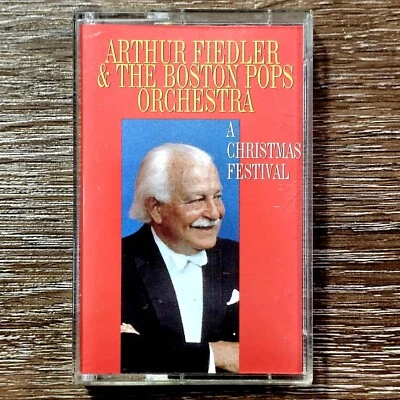 ARTHUR FIEDLER
& THE BOSTON POPS
ORCHESTRA
A
CHRISTMAS
FESTIVAL